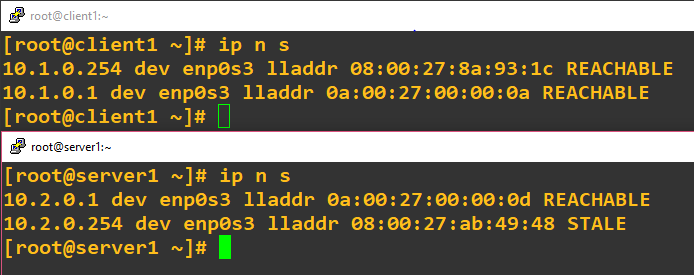 root@client1:~
[root@client1 ~]# ip n s
10.1.0.254 dev enp0s3 lladdr 08:00:27:8a:93:1c REACHABLE
10.1.0.1 dev enp0s3 lladdr 0a:00:27:00:00:0a REACHABLE
[root@client1 ~]#
root@server1:~
[root@server1 ~]# ip n s
10.2.0.1 dev enp0s3 lladdr 0a:00:27:00:00:0d REACHABLE
10.2.0.254 dev enp0s3 lladdr 08:00:27:ab:49:48 STALE
[root@server1 ~]#